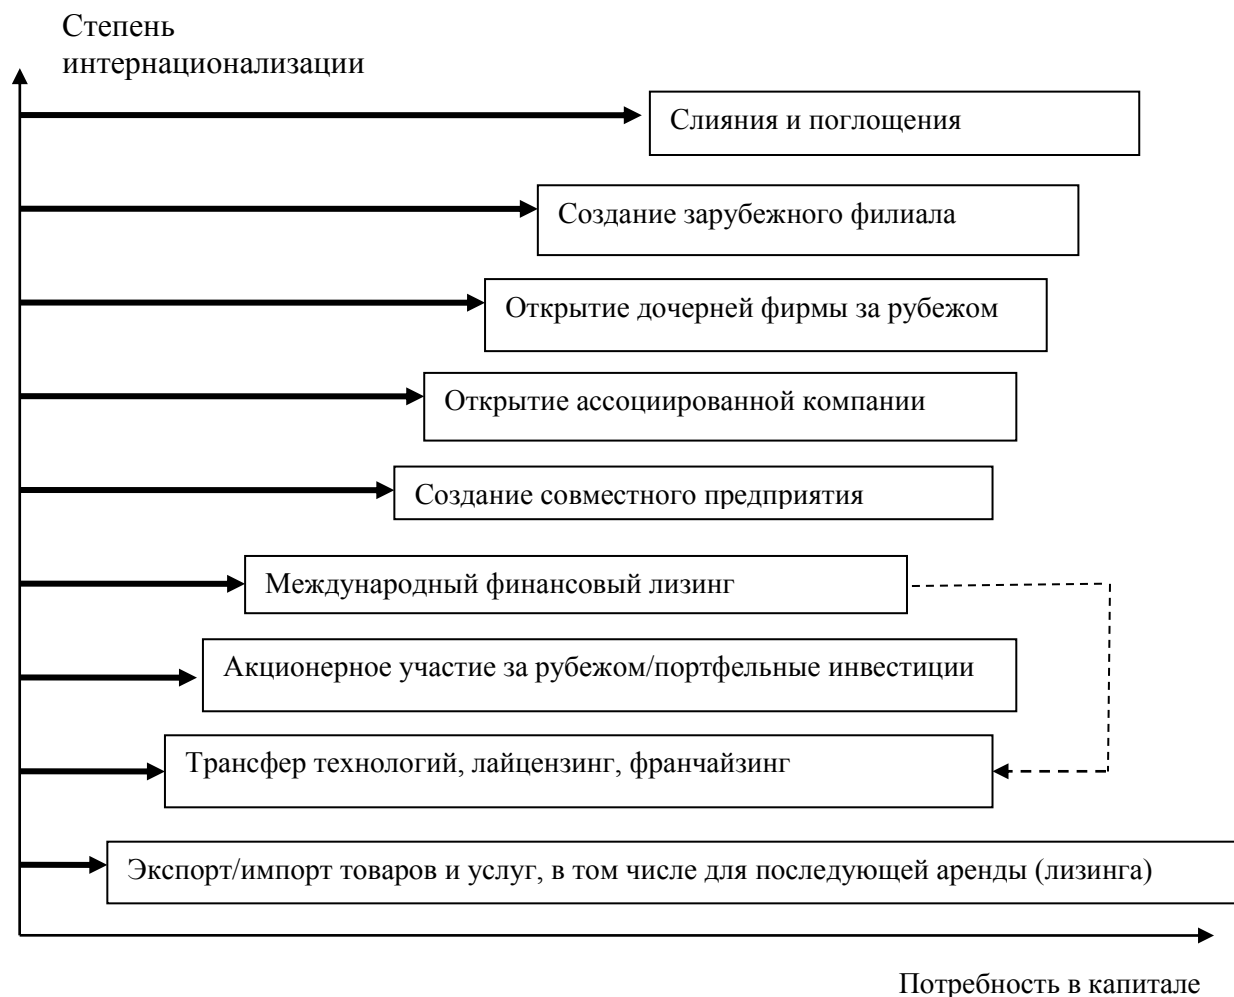 Степень
интернационализации
Слияния и поглощения
Создание зарубежного филиала
Открытие дочерней фирмы за рубежом
Открытие ассоциированной компании
Создание совместного предприятия
Международный финансовый лизинг
Акционерное участие за рубежом/портфельные инвестиции
Трансфер технологий, лайцензинг, франчайзинг
Экспорт/импорт товаров и услуг, в том числе для последующей аренды (лизинга)
Потребность в капитале